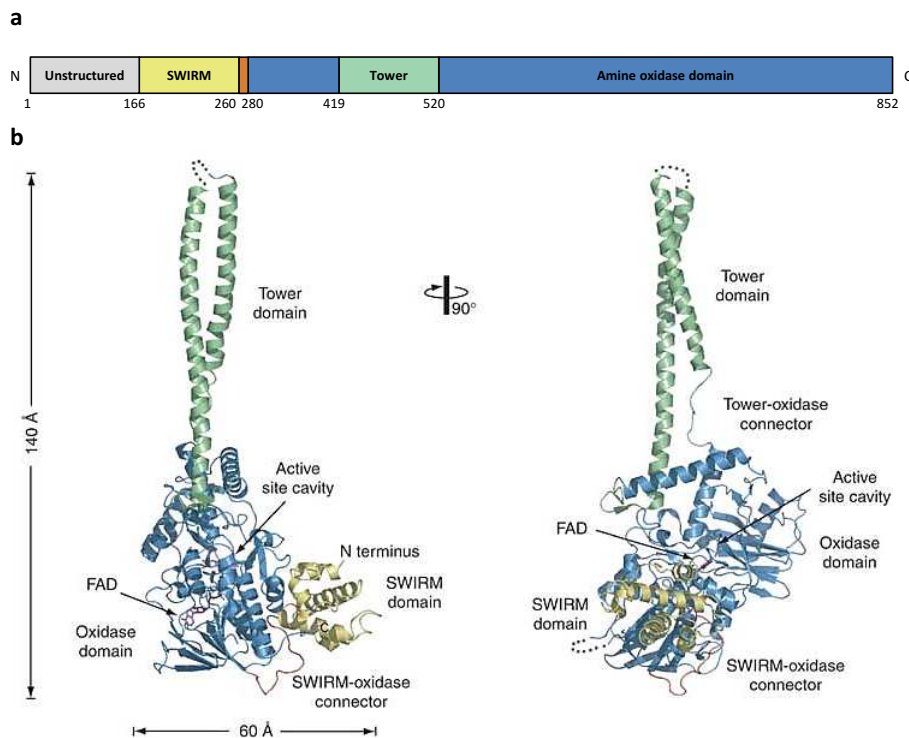 a
N Unstructured SWIRM Tower Amine oxidase domain C
1 166 260 280 419 520 852
b
Tower
domain
90°
Tower
domain
140 Å
Tower-oxidase
connector
Active
site cavity
Active
site cavity
FAD
N terminus
Oxidase
domain
FAD
SWIRM
domain
SWIRM
domain
Oxidase
domain
SWIRM-oxidase
connector
SWIRM-oxidase
connector
60 Å